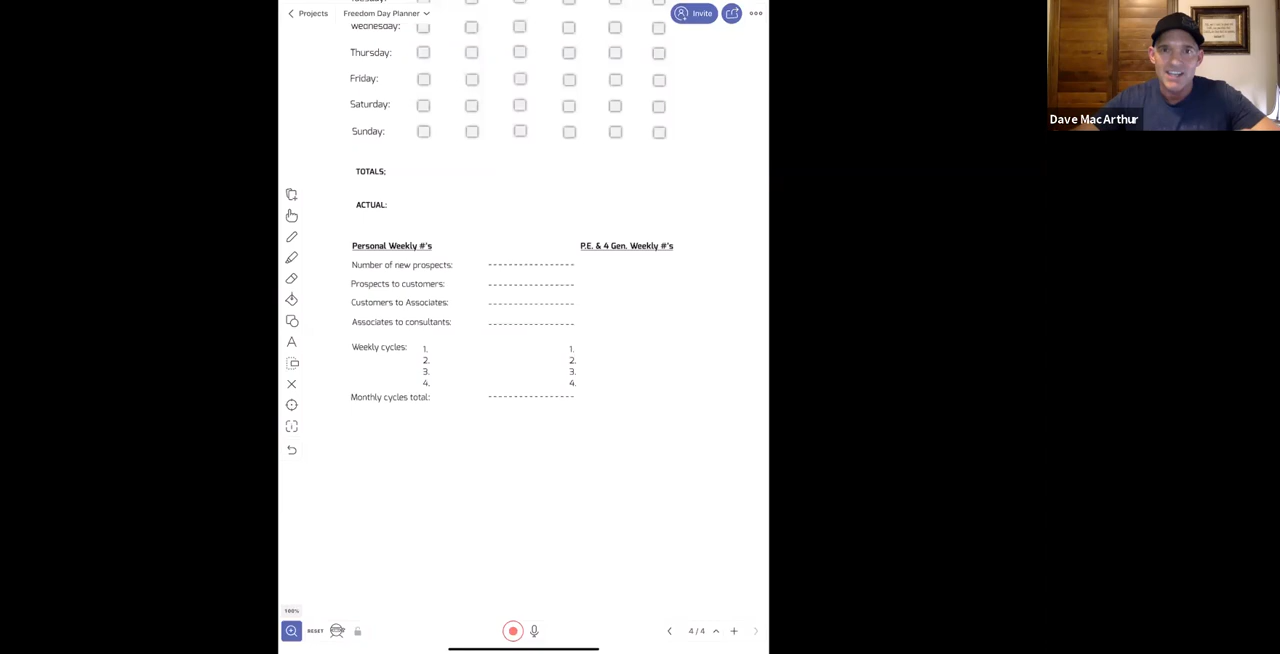 Projects Freedom Day Planner Invite
Wednesday:
Thursday:
Friday:
Saturday:
Sunday:
TOTALS;
ACTUAL:
Personal Weekly #'s P.E. & 4 Gen. Weekly #'s
Number of new prospects:
Prospects to customers:
Customers to Associates:
Associates to consultants:
Weekly cycles: 1. 1.
2. 2.
3. 3.
4. 4.
Monthly cycles total:
100%
RESET 4 / 4
Dave MacArthur